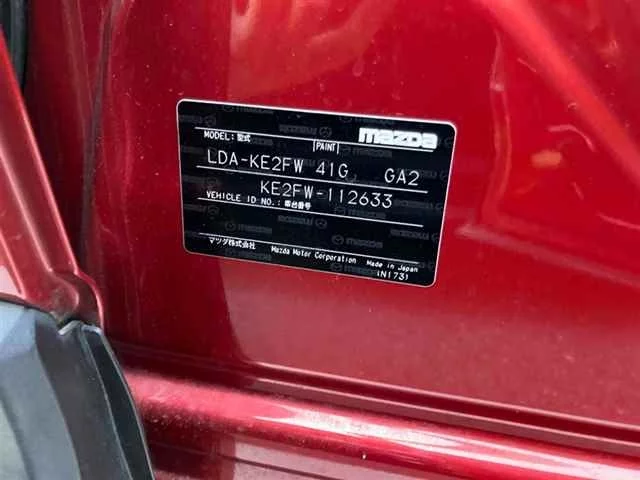 MODEL:型式 PAINT mazda
LDA-KE2FW 41G GA2
KE2FW-112633
VEHICLE ID NO.:車台番号
マツダ株式会社 Mazda Motor Corporation Made in Japan
(N173)